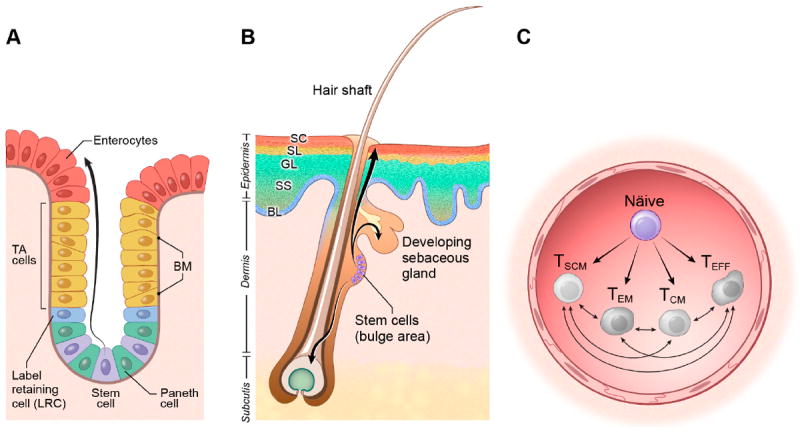 A
Enterocytes
TA
cells
BM
Label
retaining
cell (LRC)
Stem
cell
Paneth
cell
B
Hair shaft
SC
SL
GL
SS
BL
Epidermis
Dermis
Subcutis
Developing
sebaceous
gland
Stem cells
(bulge area)
C
Näive
TSCM
TEM
TCM
TEFF